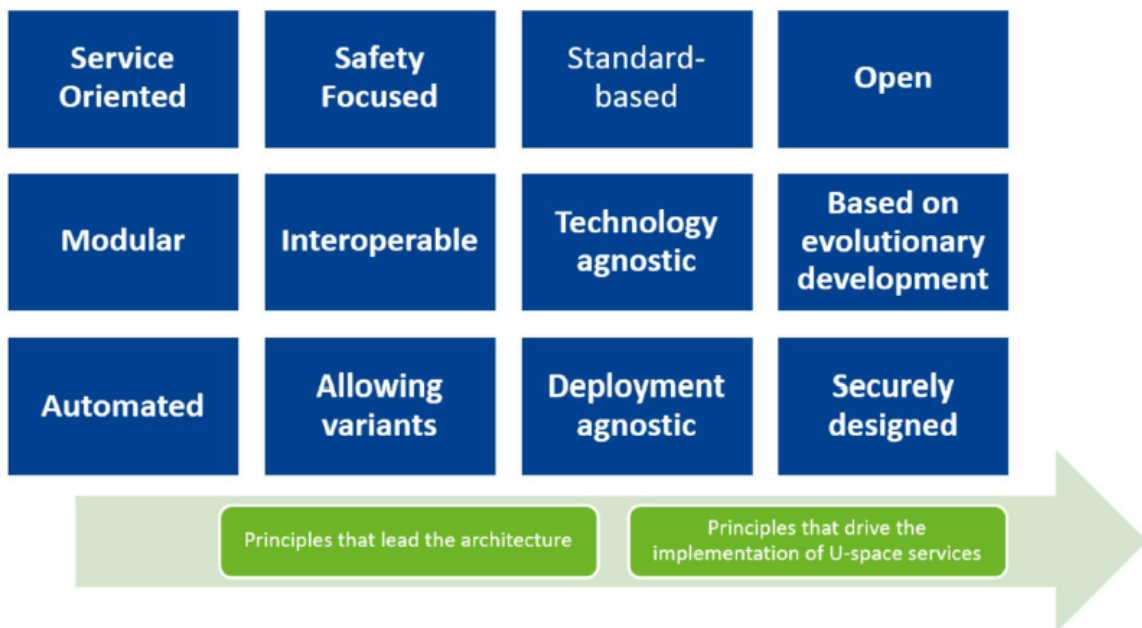 Service
Oriented
Safety
Focused
Standard-
based
Open
Modular
Interoperable
Technology
agnostic
Based on
evolutionary
development
Automated
Allowing
variants
Deployment
agnostic
Securely
designed
Principles that lead the architecture
Principles that drive the
implementation of U-space services